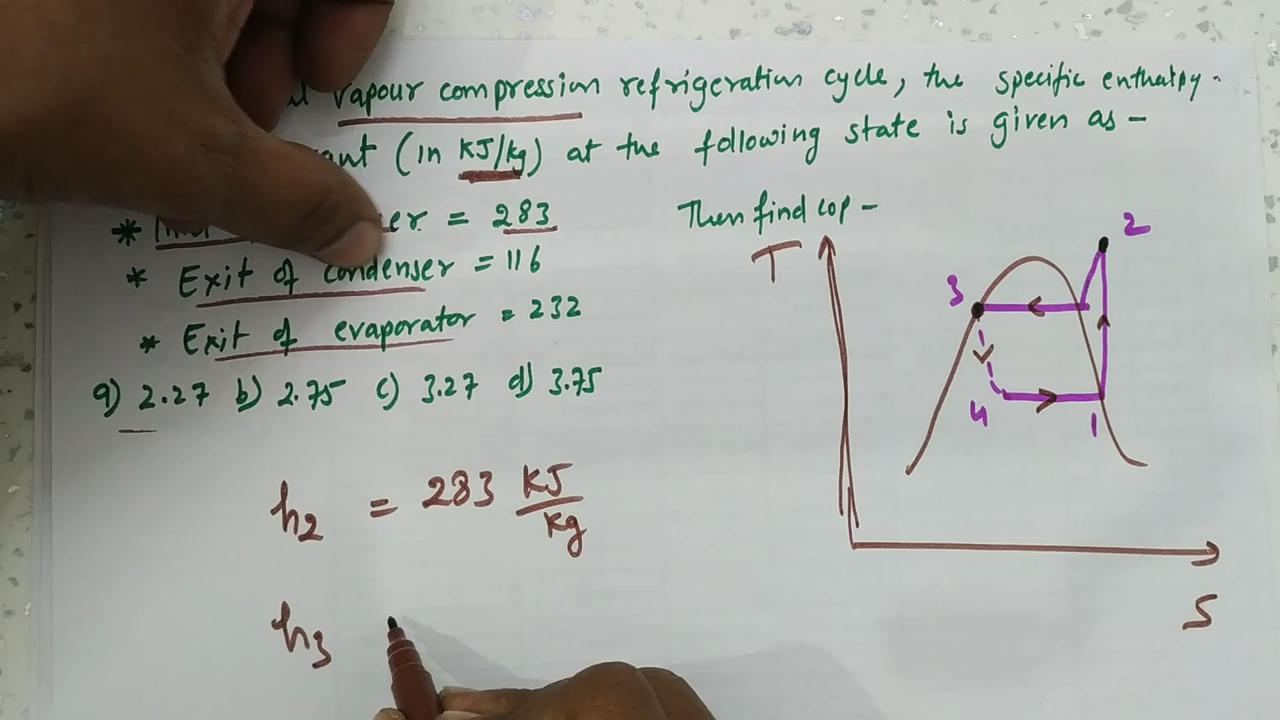 vapour compression refrigeration cycle, the specific enthalpy.
(in KJ/kg) at the following state is given as -
= 283
Then find cop -
* Exit of condenser = 116
* Exit of evaporator = 232
a) 2.27 b) 2.75 c) 3.27 d) 3.75
T
2
3
4
1
S
h2 = 283 KJ/kg
h3